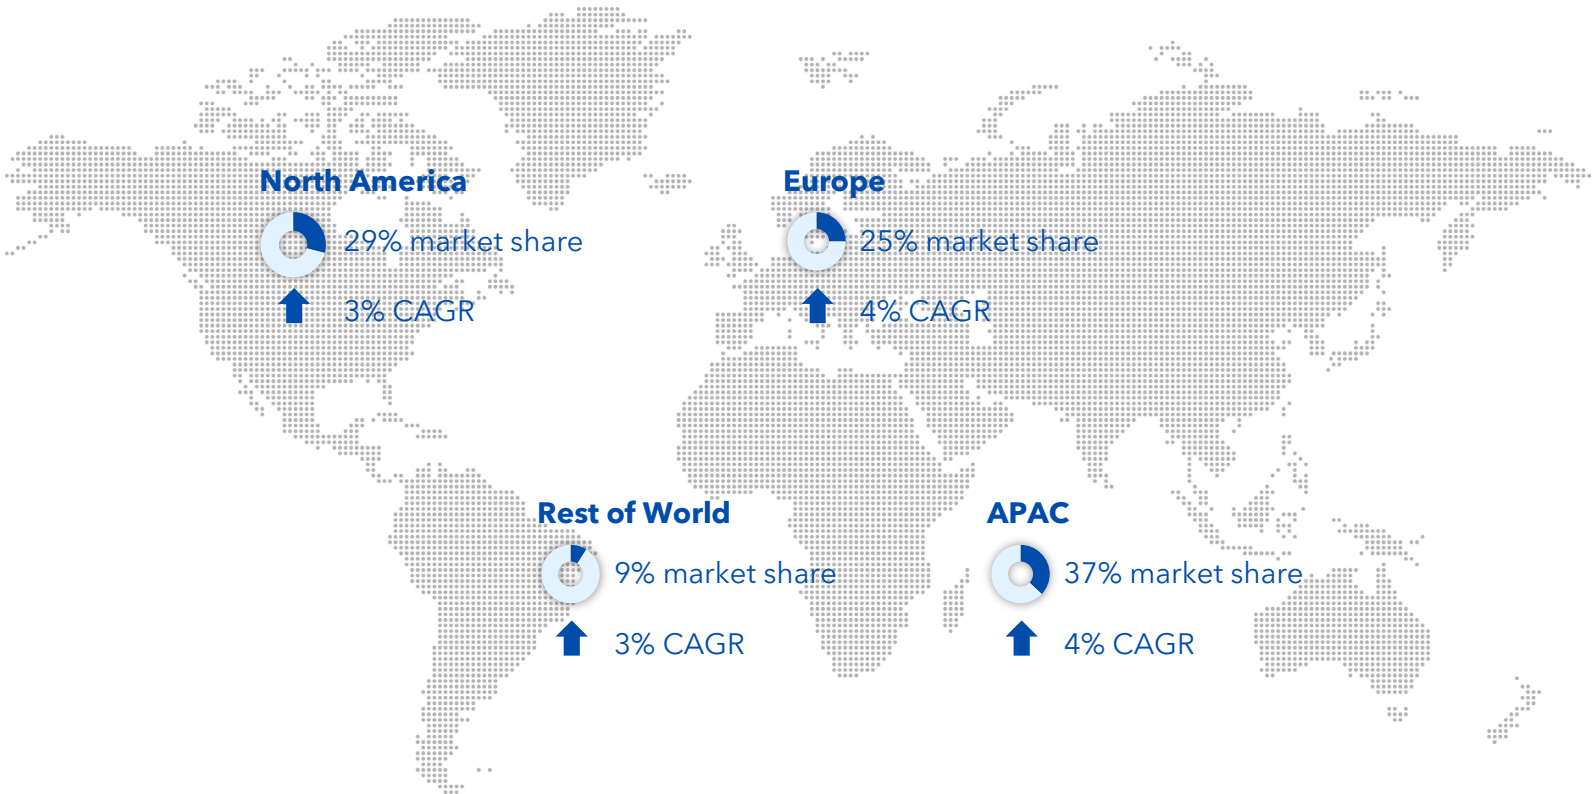 North America
29% market share
3% CAGR
Europe
25% market share
4% CAGR
Rest of World
9% market share
3% CAGR
APAC
37% market share
4% CAGR